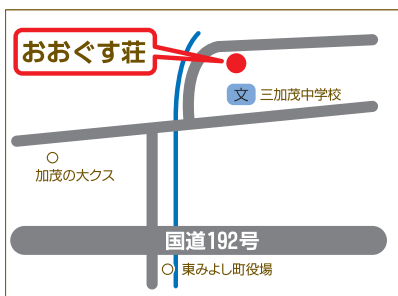 おおぐす荘
文 三加茂中学校
加茂の大クス
国道192号
東みよし町役場